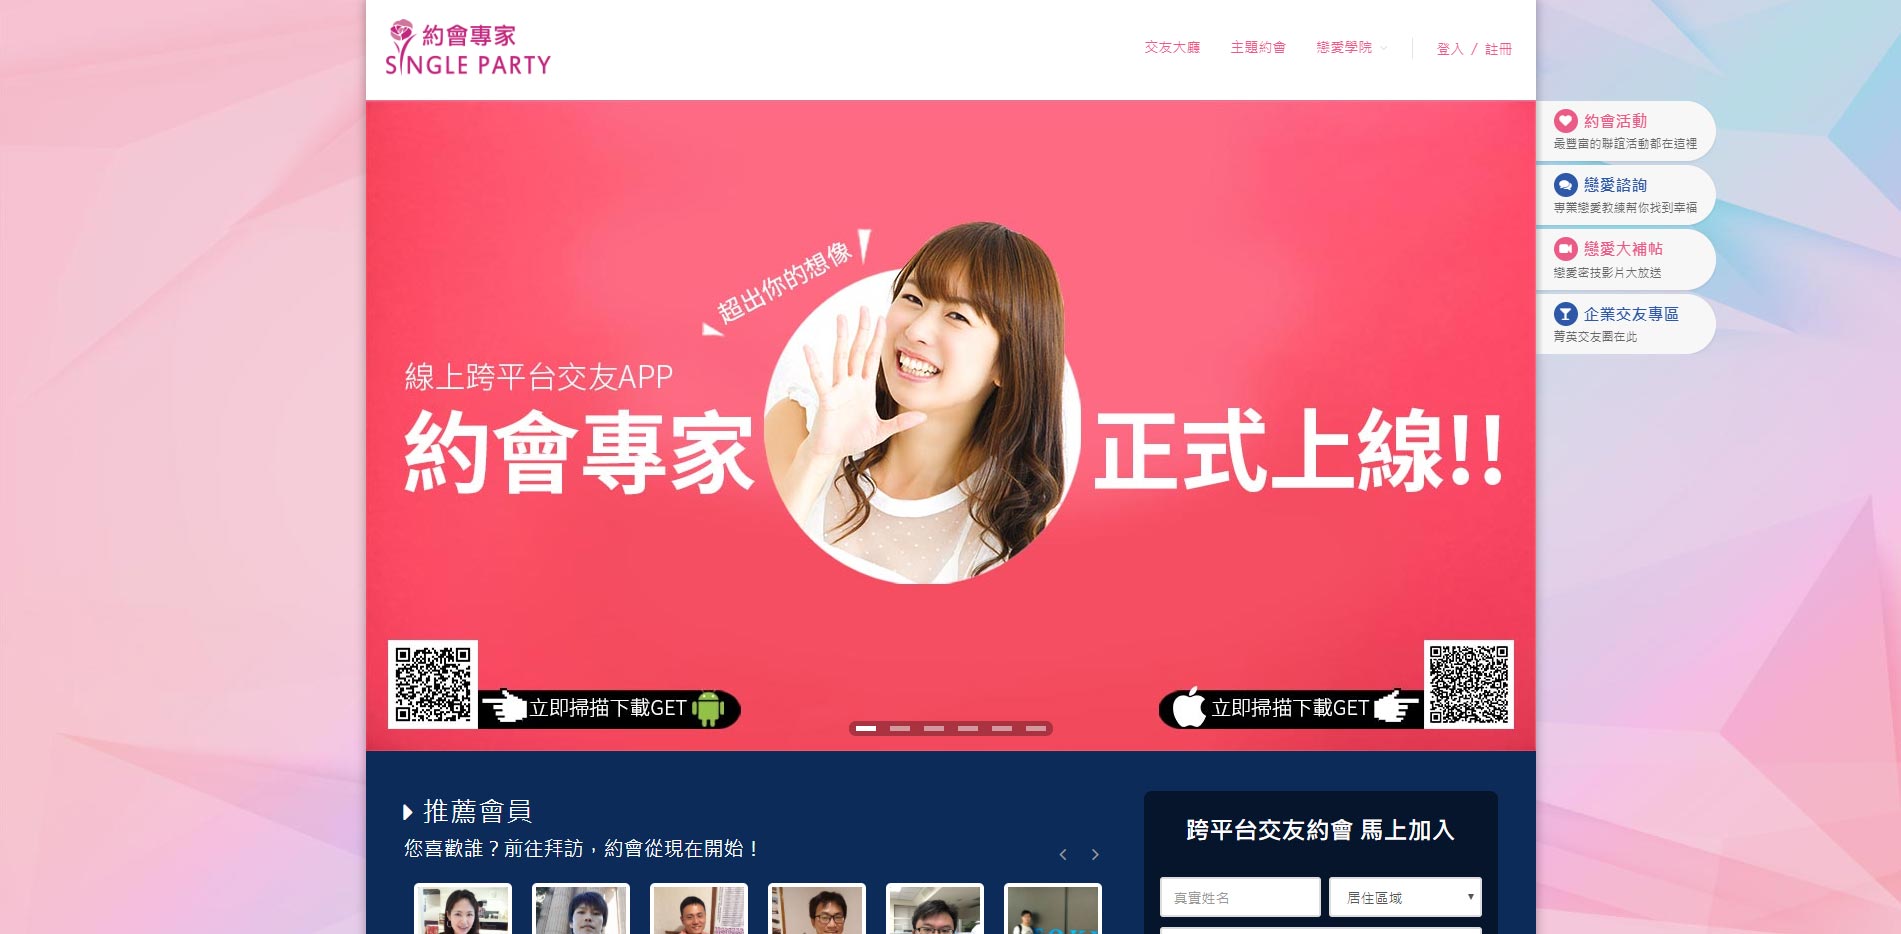 約會專家
SINGLE PARTY
交友大廳
主題約會
戀愛學院
登入 / 註冊
約會活動
最豐富的聯誼活動都在這裡
戀愛諮詢
專業戀愛教練幫你找到幸福
戀愛大補帖
戀愛密技影片大放送
企業交友專區
菁英交友圈在此
超出你的想像
線上跨平台交友APP
約會專家
正式上線!!
立即掃描下載GET
立即掃描下載GET
推薦會員
您喜歡誰？前往拜訪，約會從現在開始！
跨平台交友約會 馬上加入
真實姓名
居住區域